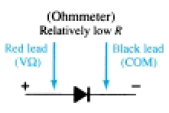 (Ohmmeter)
Relatively low R
Red lead
(VΩ)
Black lead
(COM)
+
−